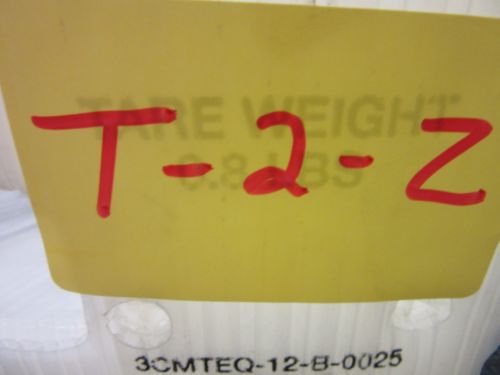 TARE WEIGHT
T-2-Z
0.8 LBS
3CMTEQ-12-B-0025